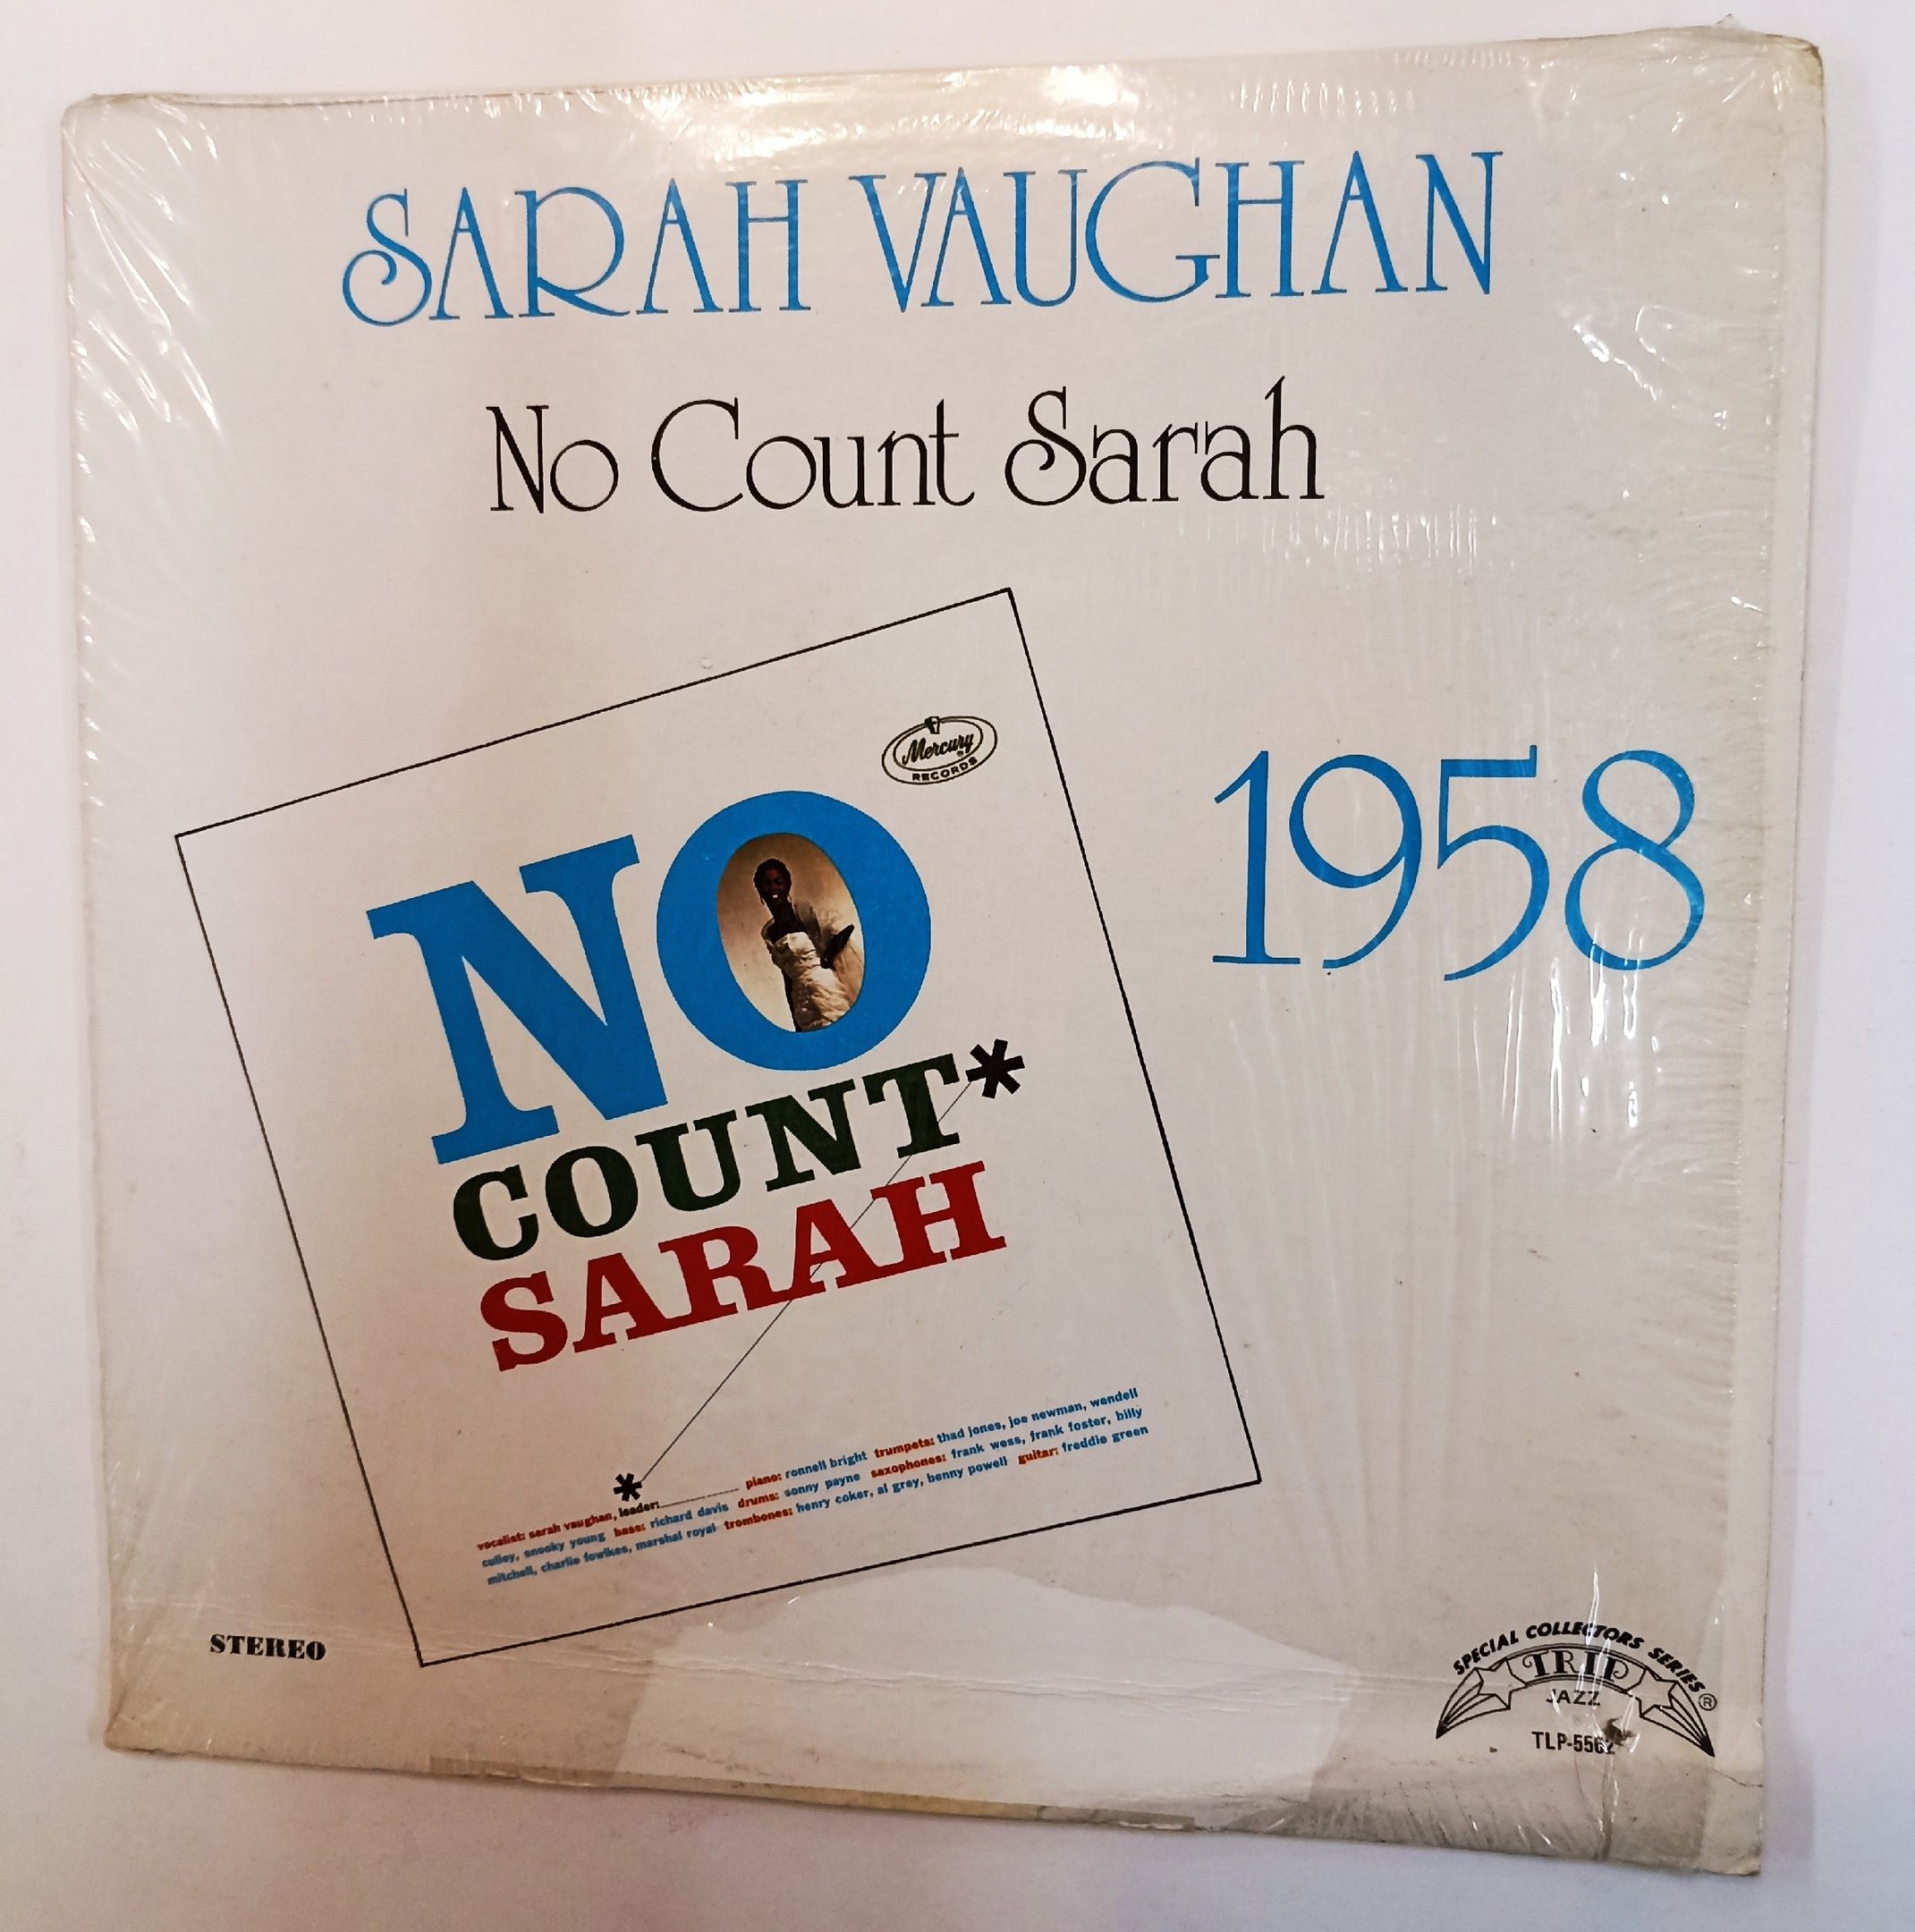 SARAH VAUGHAN
No Count Sarah
Mercury
RECORDS
1958
NO
COUNT*
SARAH
*
vocalist: sarah vaughan, leader:__________ piano: ronnell bright trumpets: thad jones, joe newman, wendell
culley, snooky young bass: richard davis drums: sonny payne saxophones: frank wess, frank foster, billy
mitchell, charlie fowlkes, marshal royal trombones: henry coker, al grey, benny powell guitar: freddie green
STEREO
SPECIAL COLLECTORS SERIES
TRIP ®
JAZZ
TLP-5562